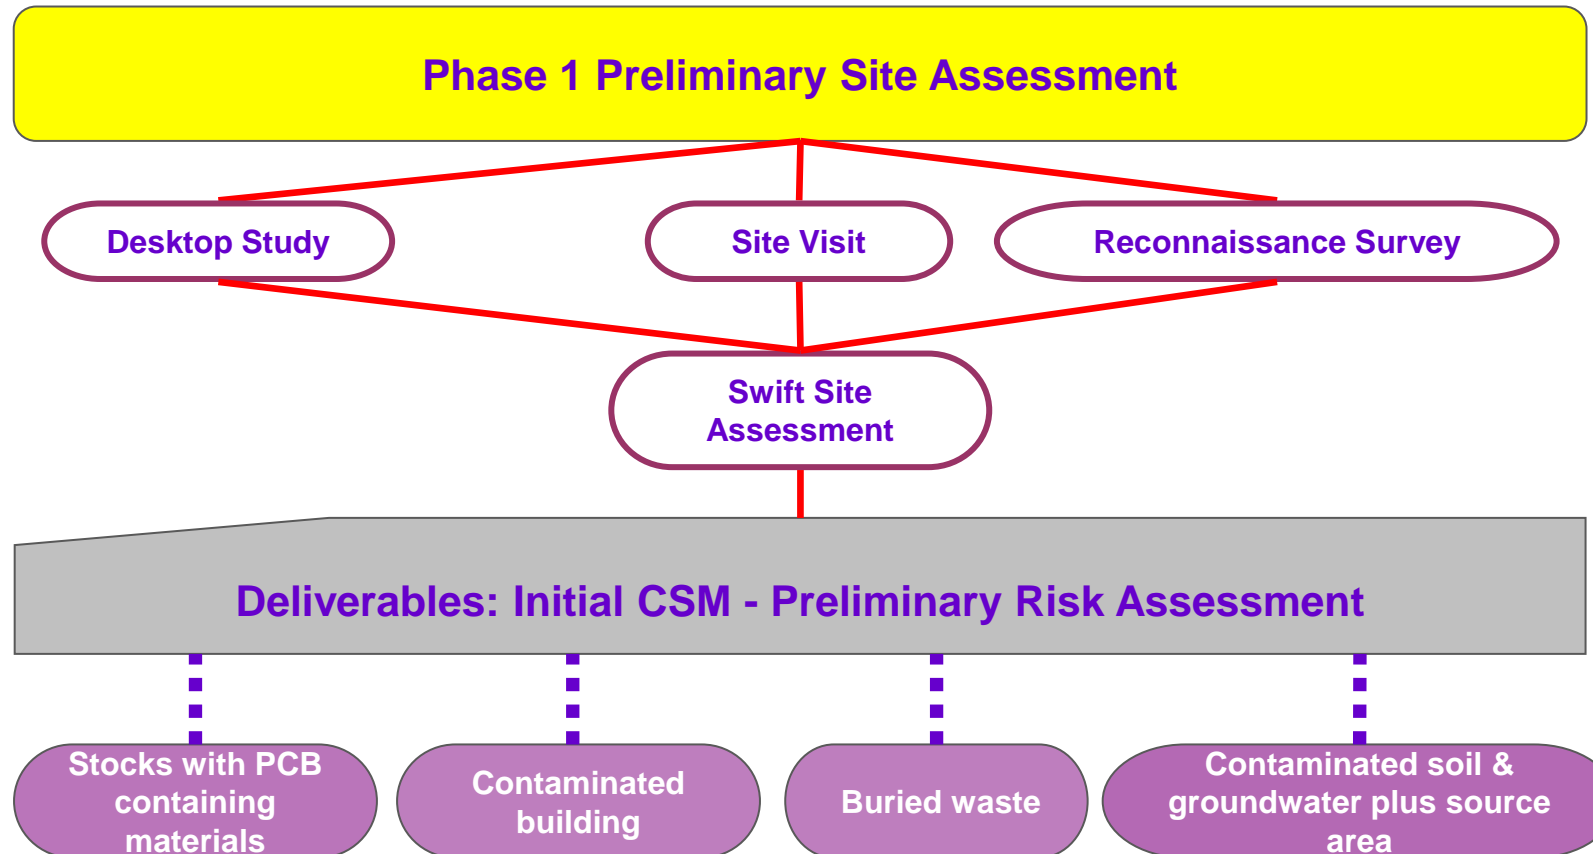 Phase 1 Preliminary Site Assessment
Desktop Study
Site Visit
Reconnaissance Survey
Swift Site
Assessment
Deliverables: Initial CSM - Preliminary Risk Assessment
Stocks with PCB
containing
materials
Contaminated
building
Buried waste
Contaminated soil &
groundwater plus source
area